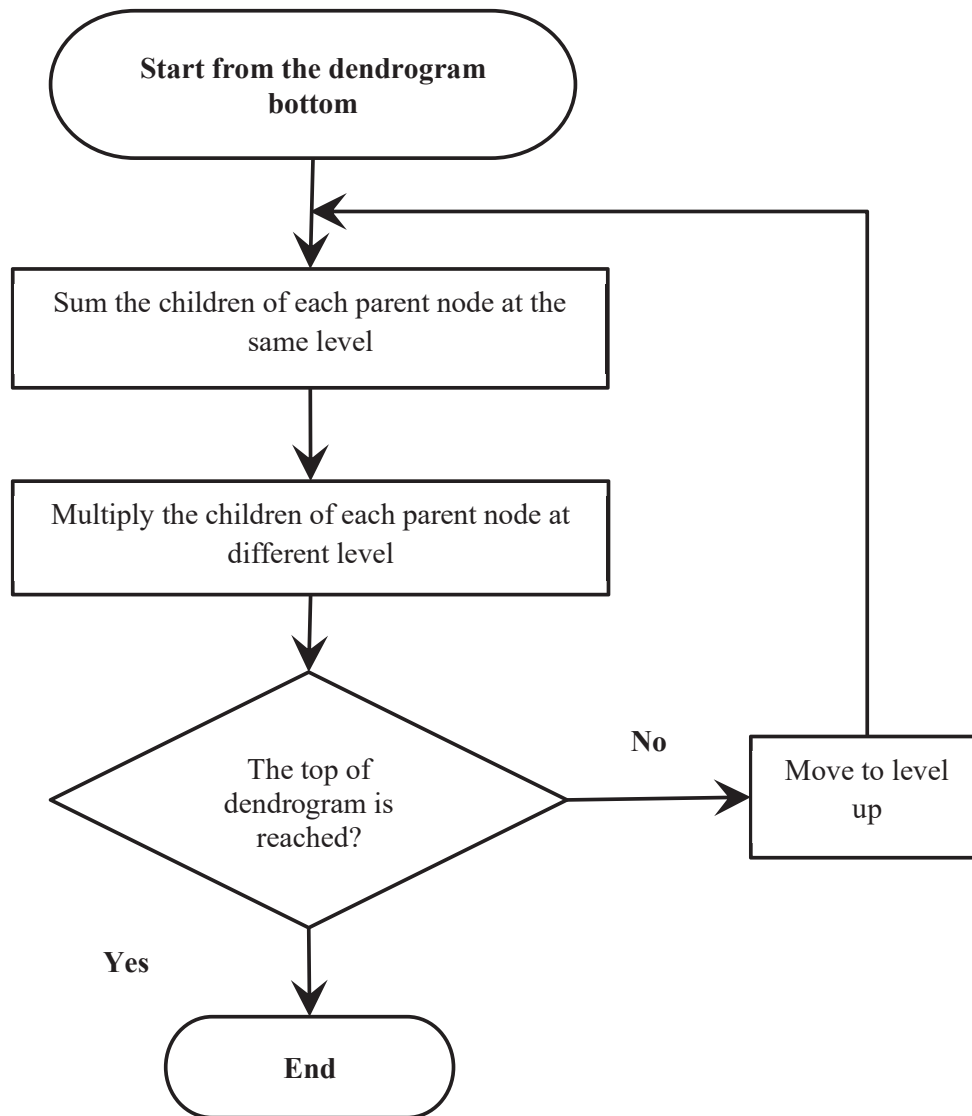 Start from the dendrogram
bottom
Sum the children of each parent node at the
same level
Multiply the children of each parent node at
different level
The top of
dendrogram is
reached?
No
Move to level
up
Yes
End